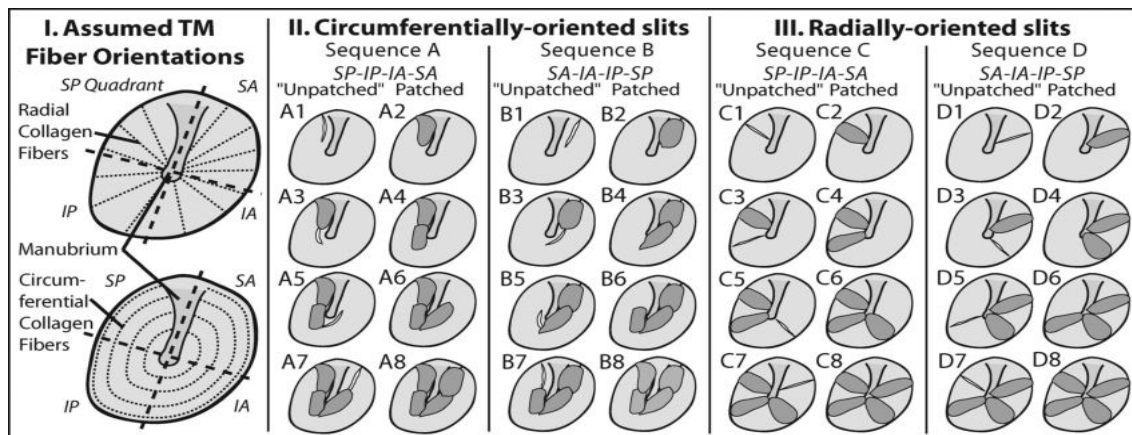 I. Assumed TM
Fiber Orientations
SP Quadrant
SA
Radial
Collagen
Fibers
IP
IA
Manubrium
SP
SA
Circum-
ferential
Collagen
Fibers
IP
IA
II. Circumferentially-oriented slits
Sequence A
SP-IP-IA-SA
"Unpatched" Patched
A1 A2
A3 A4
A5 A6
A7 A8
Sequence B
SA-IA-IP-SP
"Unpatched" Patched
B1 B2
B3 B4
B5 B6
B7 B8
III. Radially-oriented slits
Sequence C
SP-IP-IA-SA
"Unpatched" Patched
C1 C2
C3 C4
C5 C6
C7 C8
Sequence D
SA-IA-IP-SP
"Unpatched" Patched
D1 D2
D3 D4
D5 D6
D7 D8